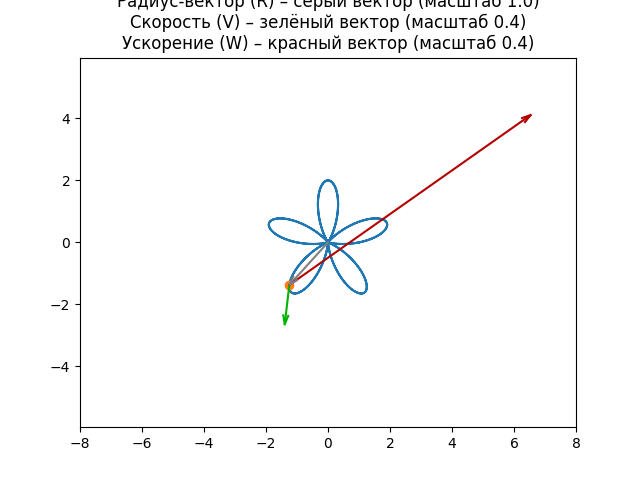 Радиус-вектор (R) – серый вектор (масштаб 1.0)
Скорость (V) – зелёный вектор (масштаб 0.4)
Ускорение (W) – красный вектор (масштаб 0.4)
4
2
0
−2
−4
−8 −6 −4 −2 0 2 4 6 8